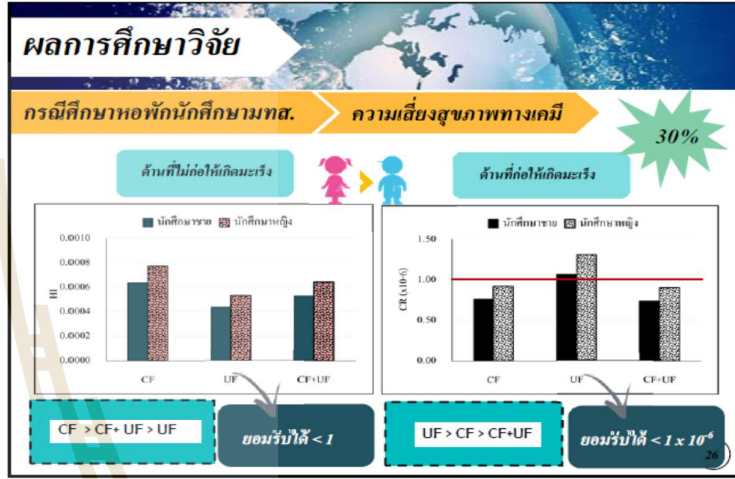 ผลการศึกษาวิจัย
กรณีศึกษาหอพักนักศึกษามทส.
ความเสี่ยงสุขภาพทางเคมี
30%
ด้านที่ไม่ก่อให้เกิดมะเร็ง
ด้านที่ก่อให้เกิดมะเร็ง
นักศึกษาชาย นักศึกษาหญิง
0.0010
0.0008
0.0006
0.0004
0.0002
0.0000
HI
CF UF CF+UF
นักศึกษาชาย นักศึกษาหญิง
1.50
1.00
0.50
0.00
CR (x10-6)
CF UF CF+UF
CF > CF+ UF > UF
ยอมรับได้ < 1
UF > CF > CF+UF
ยอมรับได้ < 1 x 10⁻⁶
26